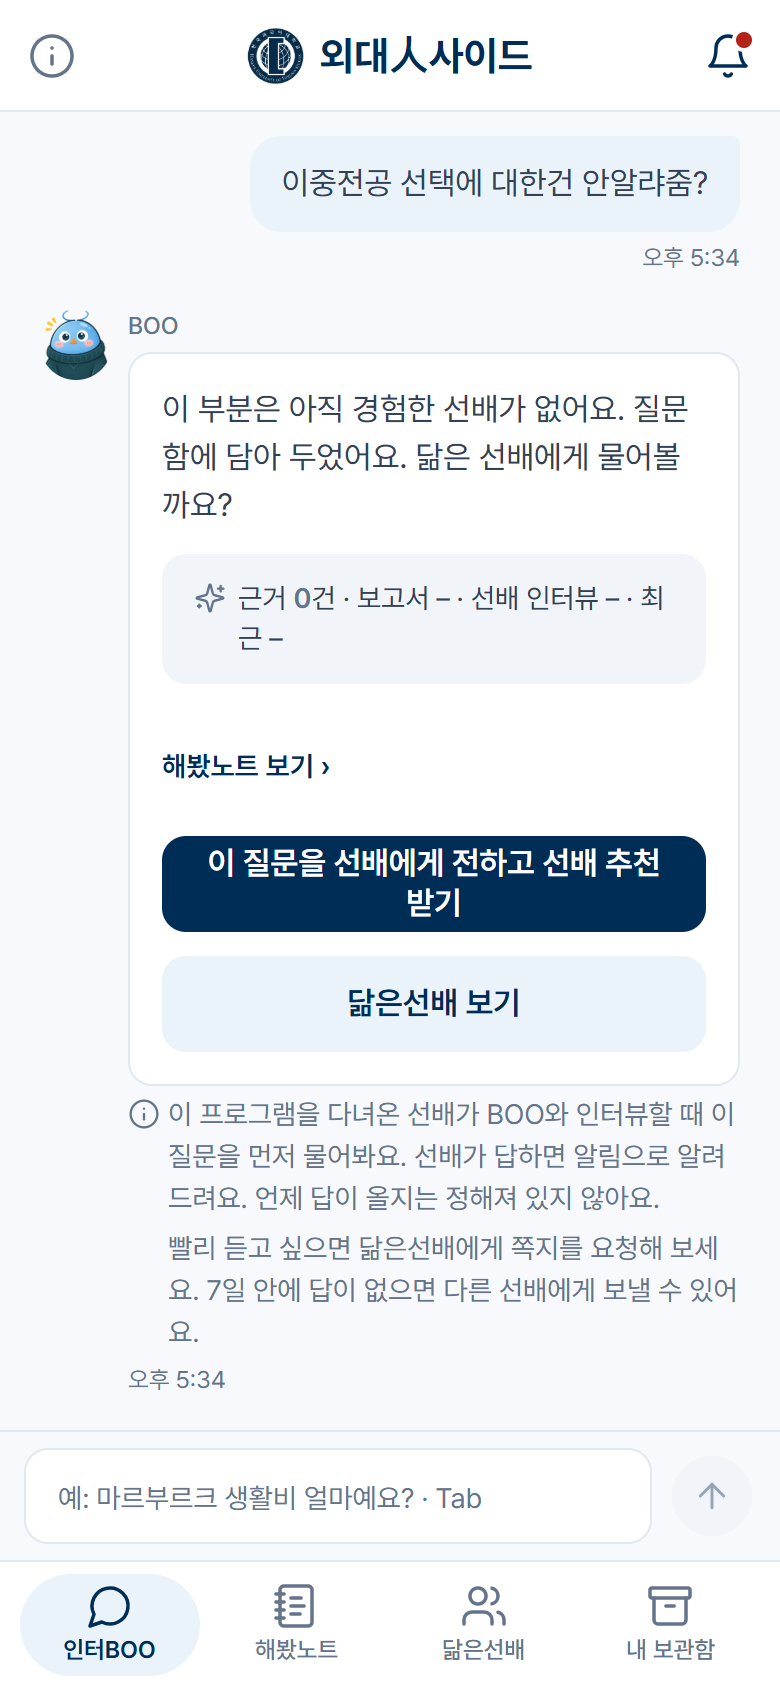 외대人사이드
이중전공 선택에 대한건 안알랴줌?
오후 5:34
BOO
이 부분은 아직 경험한 선배가 없어요. 질문
함에 담아 두었어요. 닮은 선배에게 물어볼
까요?
근거 0건 · 보고서 – · 선배 인터뷰 – · 최
근 –
해봤노트 보기 ›
이 질문을 선배에게 전하고 선배 추천
받기
닮은선배 보기
이 프로그램을 다녀온 선배가 BOO와 인터뷰할 때 이
질문을 먼저 물어봐요. 선배가 답하면 알림으로 알려
드려요. 언제 답이 올지는 정해져 있지 않아요.
빨리 듣고 싶으면 닮은선배에게 쪽지를 요청해 보세
요. 7일 안에 답이 없으면 다른 선배에게 보낼 수 있어
요.
오후 5:34
예: 마르부르크 생활비 얼마예요? · Tab
인터BOO
해봤노트
닮은선배
내 보관함